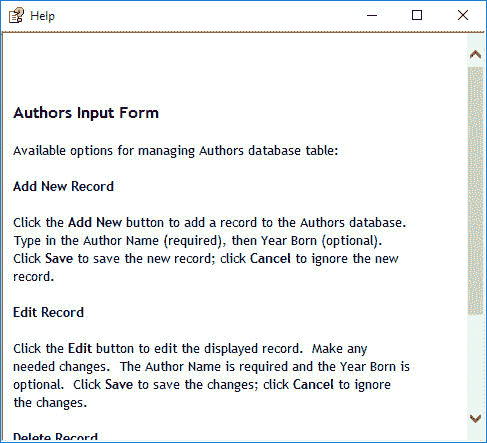 Help
Authors Input Form
Available options for managing Authors database table:
Add New Record
Click the Add New button to add a record to the Authors database.
Type in the Author Name (required), then Year Born (optional).
Click Save to save the new record; click Cancel to ignore the new
record.
Edit Record
Click the Edit button to edit the displayed record.  Make any
needed changes.  The Author Name is required and the Year Born is
optional.  Click Save to save the changes; click Cancel to ignore
the changes.
Delete Record